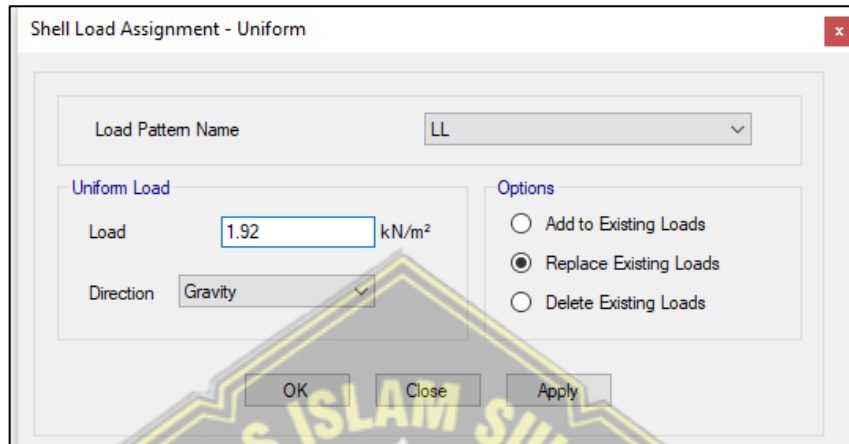 Shell Load Assignment - Uniform
x
Load Pattern Name LL
Uniform Load
Load 1.92 kN/m²
Direction Gravity
Options
Add to Existing Loads
Replace Existing Loads
Delete Existing Loads
OK Close Apply
ISLAM